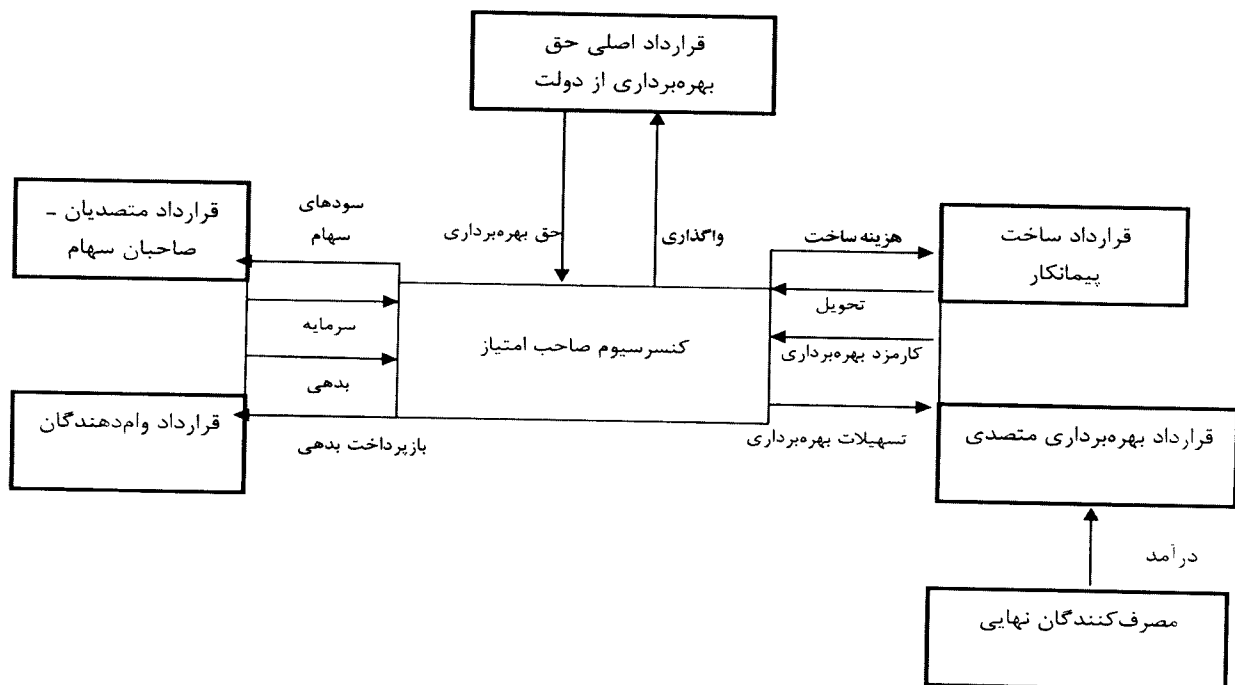 قرارداد اصلی حق
بهره‌برداری از دولت
قرارداد متصدیان –
صاحبان سهام
سودهای
سهام
حق بهره‌برداری
واگذاری
هزینه ساخت
قرارداد ساخت
پیمانکار
تحویل
سرمایه
کنسرسیوم صاحب امتیاز
کارمزد بهره‌برداری
بدهی
قرارداد وام‌دهندگان
بازپرداخت بدهی
تسهیلات بهره‌برداری
قرارداد بهره‌برداری متصدی
درآمد
مصرف‌کنندگان نهایی